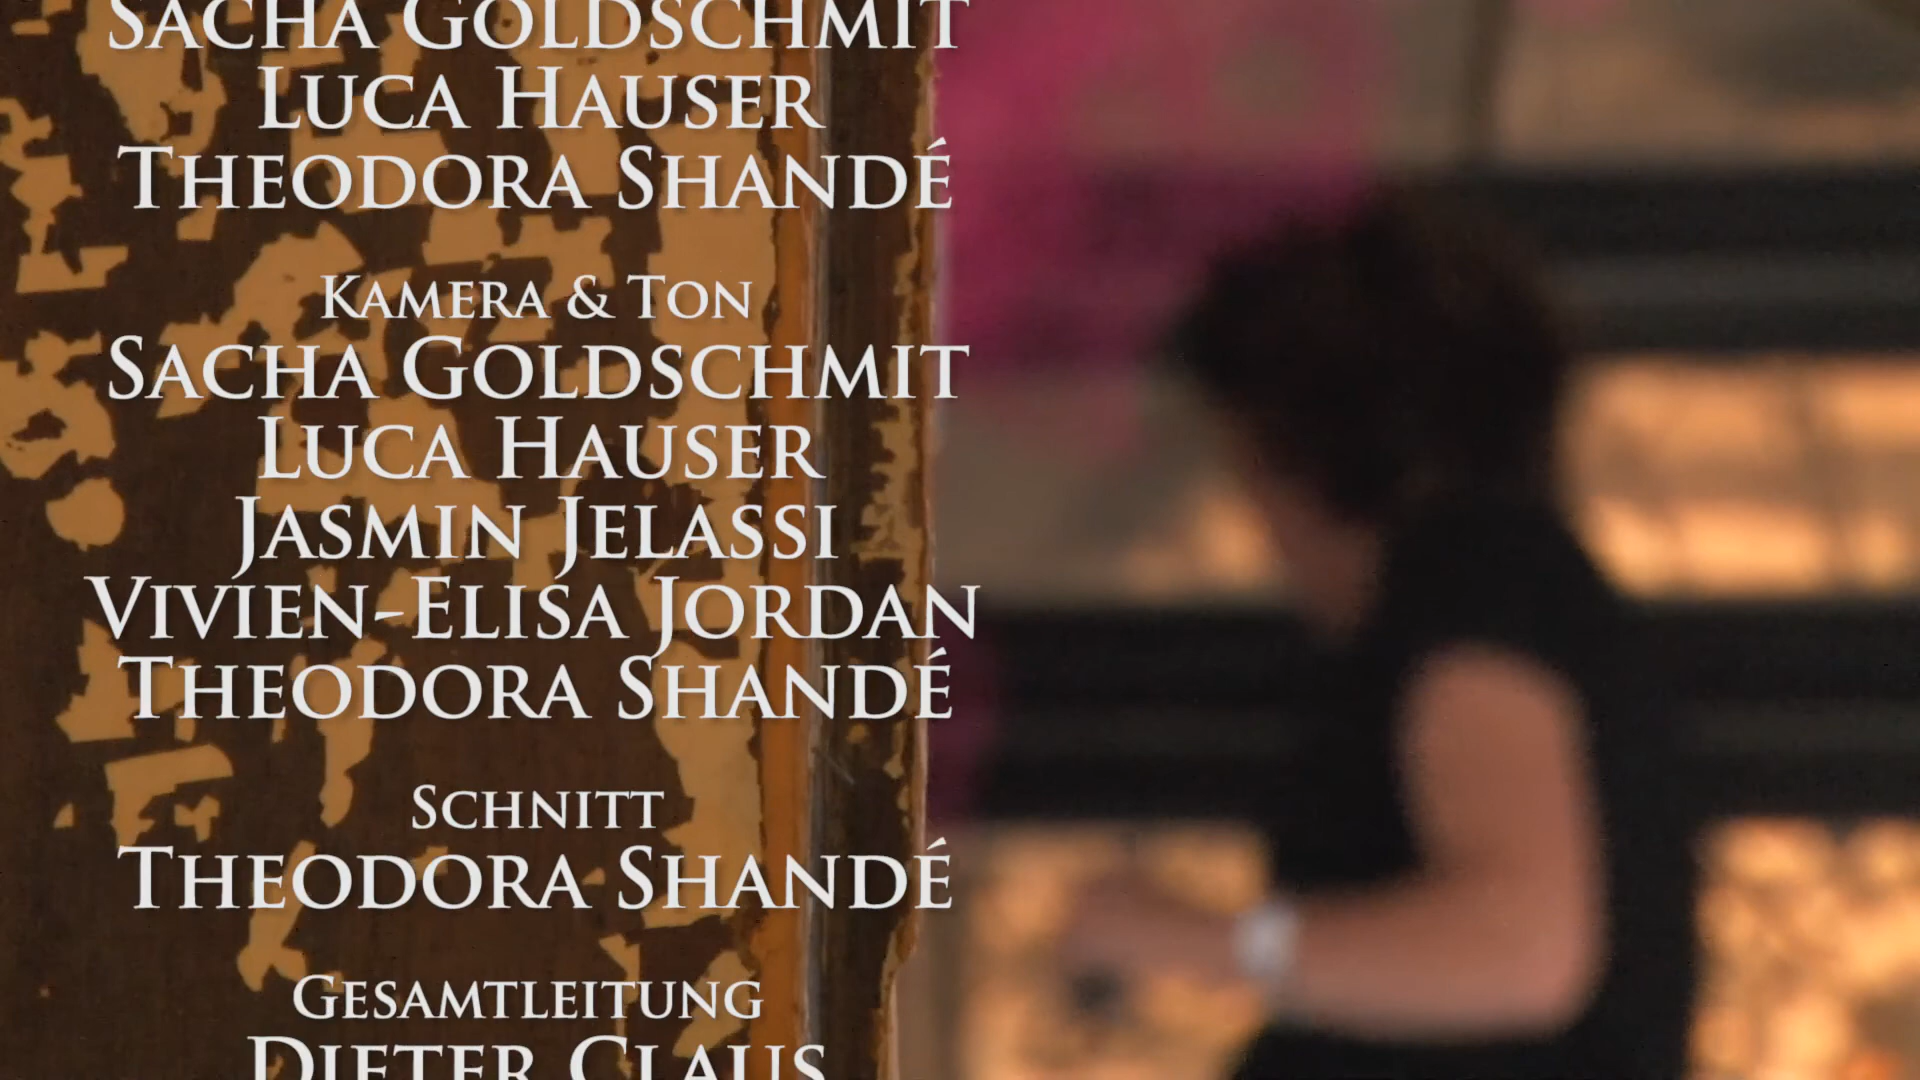 SACHA GOLDSCHMIT
LUCA HAUSER
THEODORA SHANDÉ
KAMERA & TON
SACHA GOLDSCHMIT
LUCA HAUSER
JASMIN JELASSI
VIVIEN-ELISA JORDAN
THEODORA SHANDÉ
SCHNITT
THEODORA SHANDÉ
GESAMTLEITUNG
DIETER CLAUS